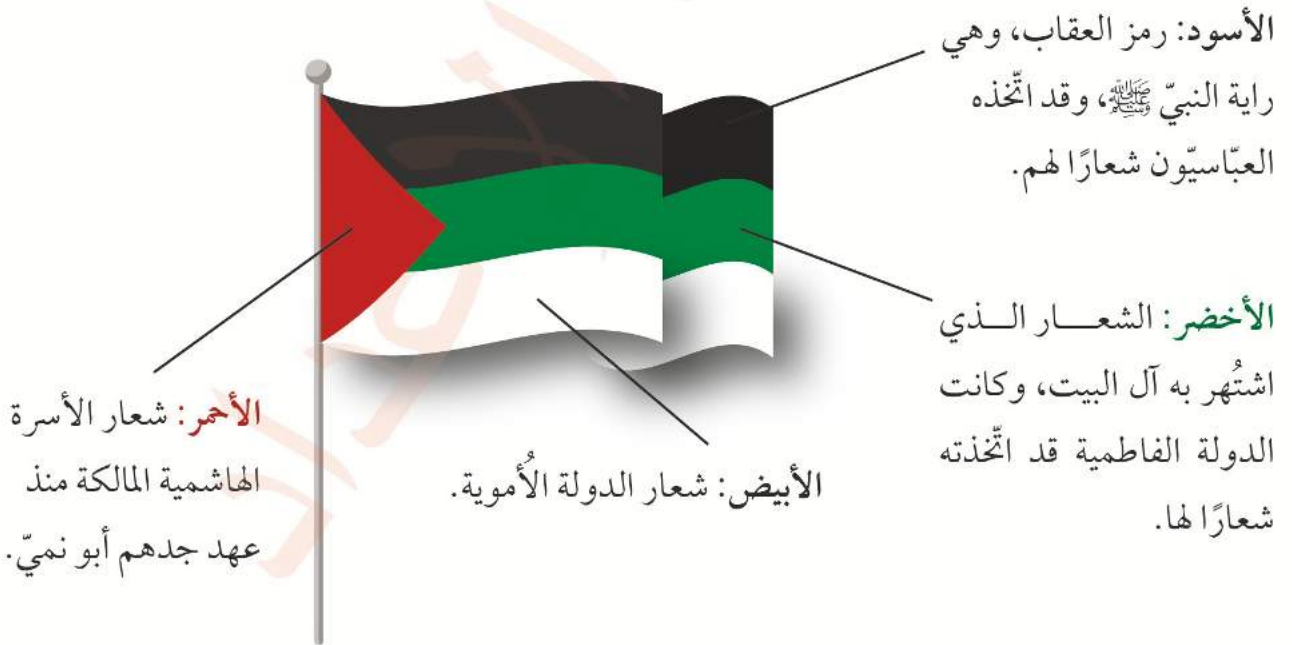 الأسود: رمز العقاب، وهي
راية النبيّ ﷺ، وقد اتّخذه
العبّاسيّون شعارًا لهم.
الأخضر: الشعــــار الــذي
اشتُهر به آل البيت، وكانت
الدولة الفاطمية قد اتّخذته
شعارًا لها.
الأبيض: شعار الدولة الأُموية.
الأحمر: شعار الأسرة
الهاشمية المالكة منذ
عهد جدهم أبو نميّ.